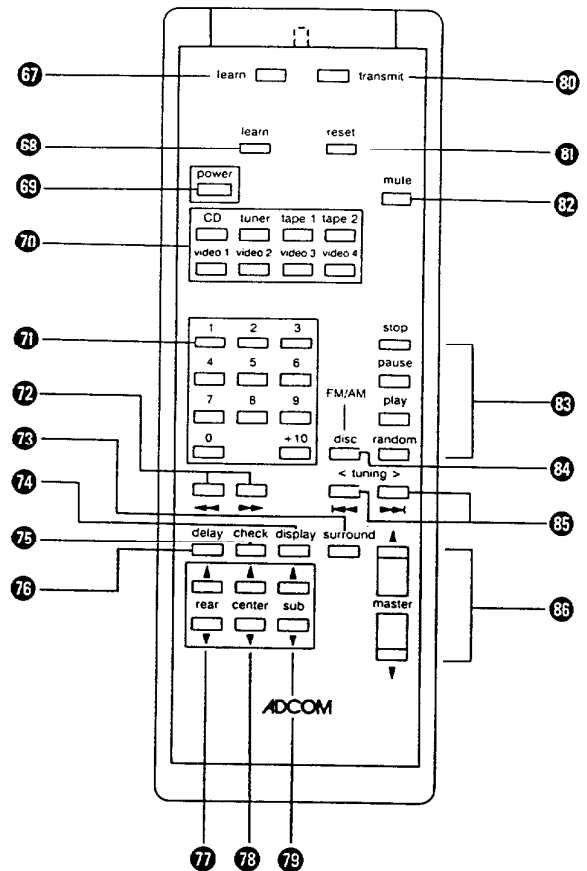 67 learn transmit 80
68 learn reset 81
69 power mute 82
70 CD tuner tape 1 tape 2
video 1 video 2 video 3 video 4
71 1 2 3 stop
4 5 6 pause 83
72 7 8 9 FM/AM play
73 0 +10 disc random 84
74 < tuning > 85
75 delay check display surround
76
rear center sub master 86
ADCOM
77 78 79